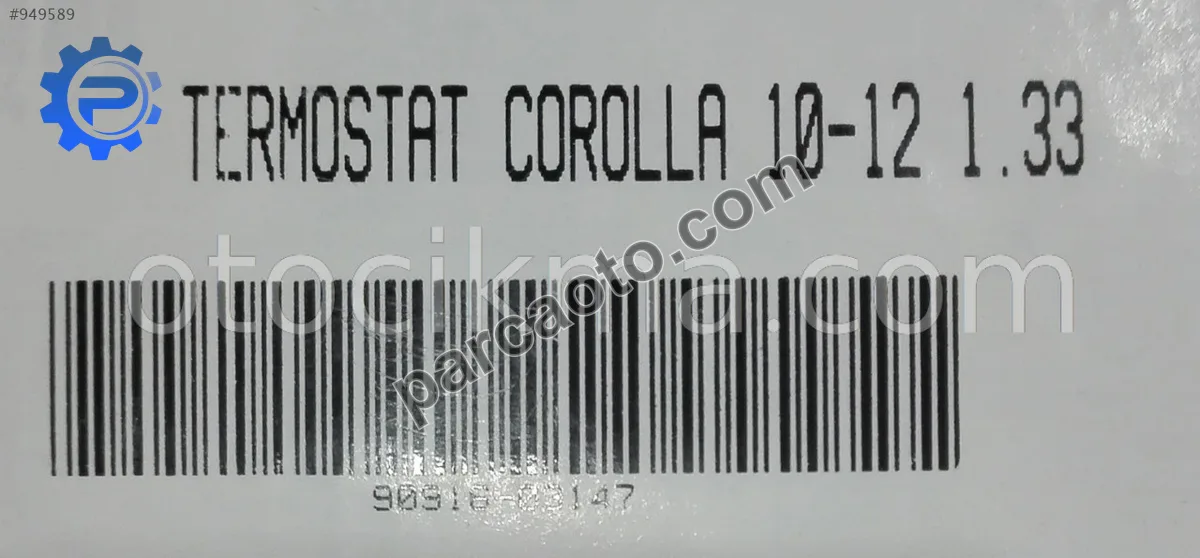 #949589
TERMOSTAT COROLLA 10-12 1.33
otocikma.com
parcaoto.com
90916-03147